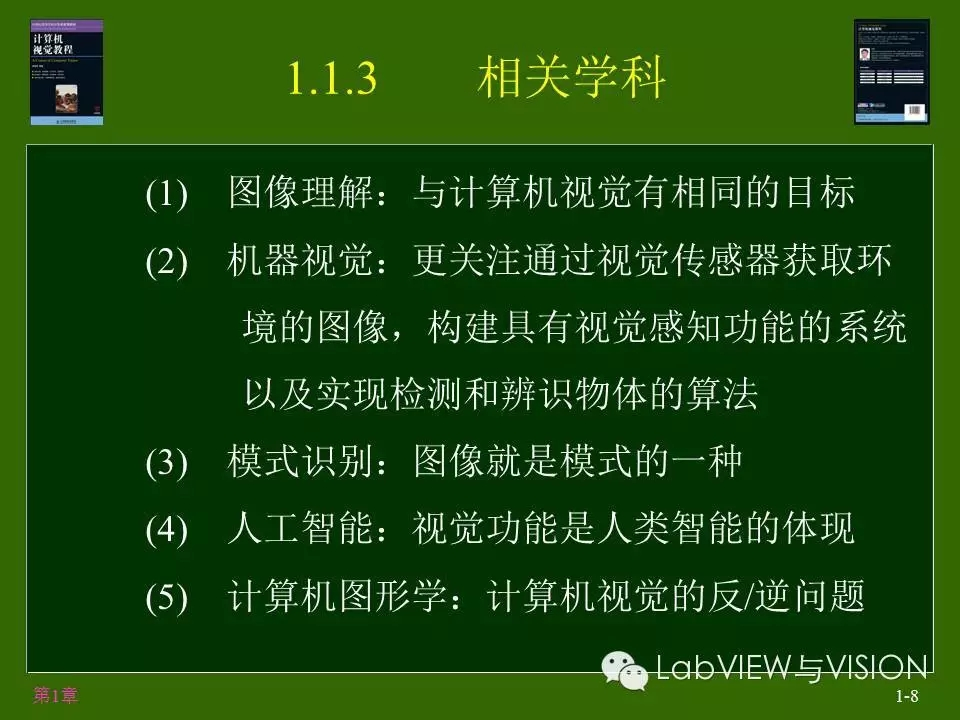 计算机
视觉教程
1.1.3 相关学科
计算机视觉教程
(1) 图像理解：与计算机视觉有相同的目标
(2) 机器视觉：更关注通过视觉传感器获取环
境的图像，构建具有视觉感知功能的系统
以及实现检测和辨识物体的算法
(3) 模式识别：图像就是模式的一种
(4) 人工智能：视觉功能是人类智能的体现
(5) 计算机图形学：计算机视觉的反/逆问题
LabVIEW与VISION
第1章
1-8